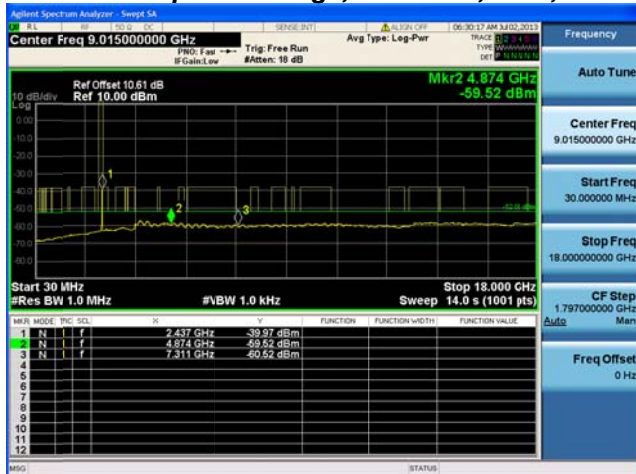 Agilent Spectrum Analyzer - Swept SA
RL RF 50 Ω DC SENSE:INT ALIGN OFF 06:30:17 AM Jul 02, 2013
Center Freq 9.015000000 GHz
PNO: Fast
IFGain:Low
Trig: Free Run
#Atten: 18 dB
Avg Type: Log-Pwr
TRACE
TYPE
DET P N N N N N
Ref Offset 10.61 dB
10 dB/div Ref 10.00 dBm
Log
Mkr2 4.874 GHz
-59.52 dBm
0.00
-10.0
-20.0
-30.0
-40.0
-50.0
-60.0
-70.0
-80.0
1
2
3
Start 30 MHz
Stop 18.000 GHz
#Res BW 1.0 MHz
#VBW 1.0 kHz
Sweep 14.0 s (1001 pts)
MKR MODE TRC SCL X Y FUNCTION FUNCTION WIDTH FUNCTION VALUE
1 N 1 f 2.437 GHz -39.97 dBm
2 N 1 f 4.874 GHz -59.52 dBm
3 N 1 f 7.311 GHz -60.52 dBm
4
5
6
7
8
9
10
11
12
MSG
STATUS
Frequency
Auto Tune
Center Freq
9.015000000 GHz
Start Freq
30.000000 MHz
Stop Freq
18.000000000 GHz
CF Step
1.797000000 GHz
Auto Man
Freq Offset
0 Hz